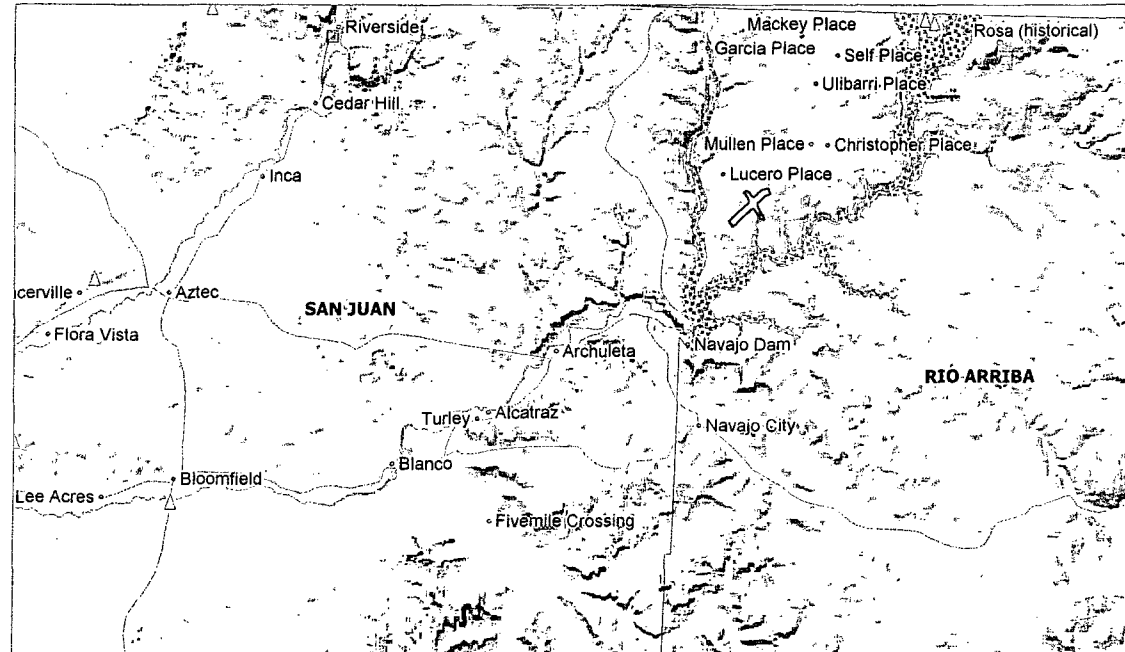 Mackey Place
Riverside
Rosa (historical)
Garcia Place
Self Place
Ulibarri Place
Cedar Hill
Mullen Place
Christopher Place
Lucero Place
Inca
Aztec
SAN JUAN
Flora Vista
Navajo Dam
Archuleta
RIO ARRIBA
Turley
Alcatraz
Navajo City
Blanco
Bloomfield
Lee Acres
Fivemile Crossing